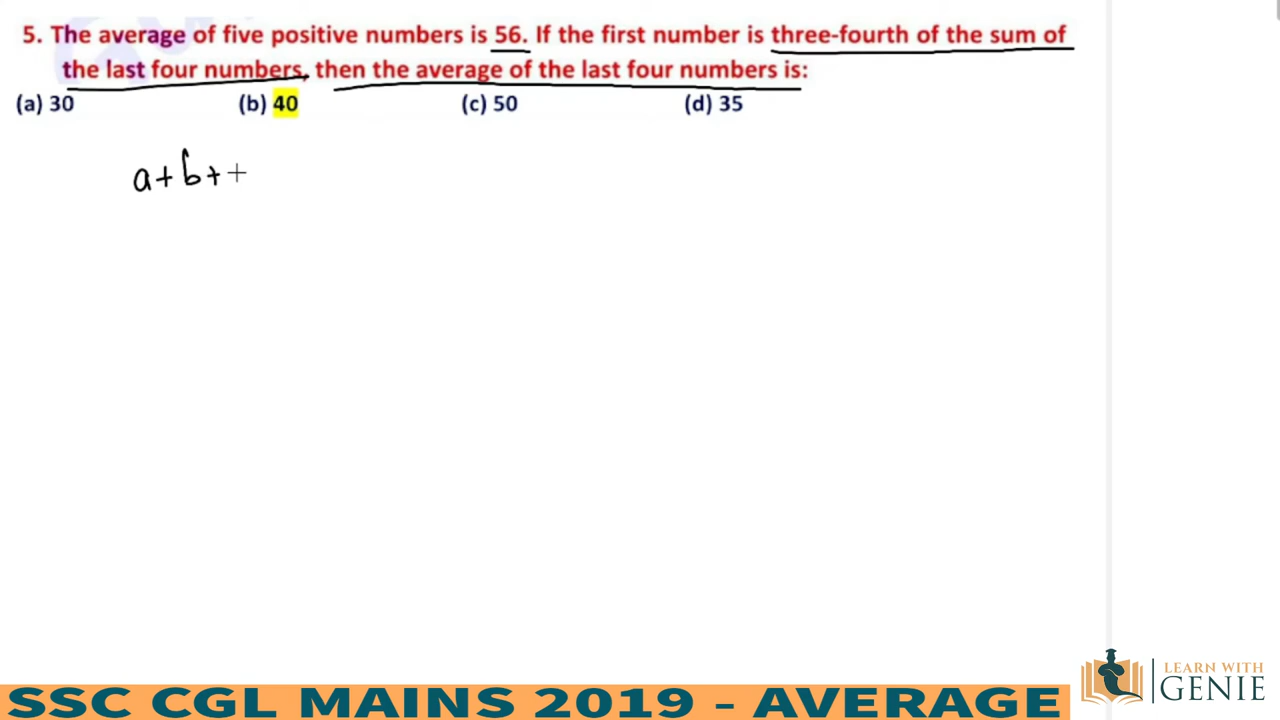 5. The average of five positive numbers is 56. If the first number is three-fourth of the sum of
the last four numbers, then the average of the last four numbers is:
(a) 30 (b) 40 (c) 50 (d) 35
a+b+
SSC CGL MAINS 2019 - AVERAGE
LEARN WITH
GENIE